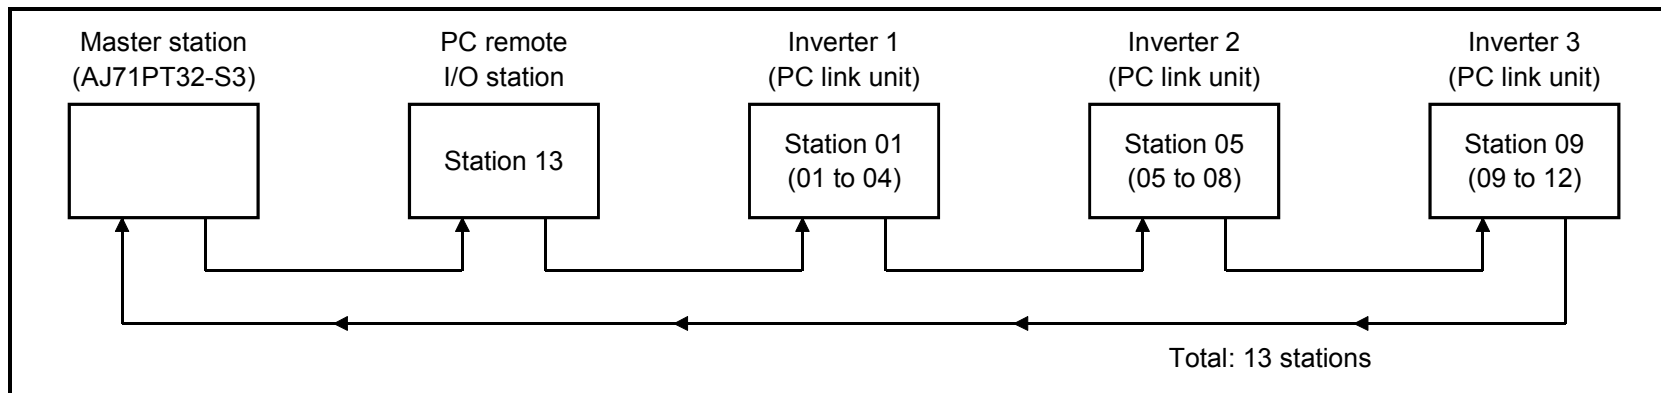 Master station
(AJ71PT32-S3)
PC remote
I/O station
Inverter 1
(PC link unit)
Inverter 2
(PC link unit)
Inverter 3
(PC link unit)
Station 13
Station 01
(01 to 04)
Station 05
(05 to 08)
Station 09
(09 to 12)
Total: 13 stations